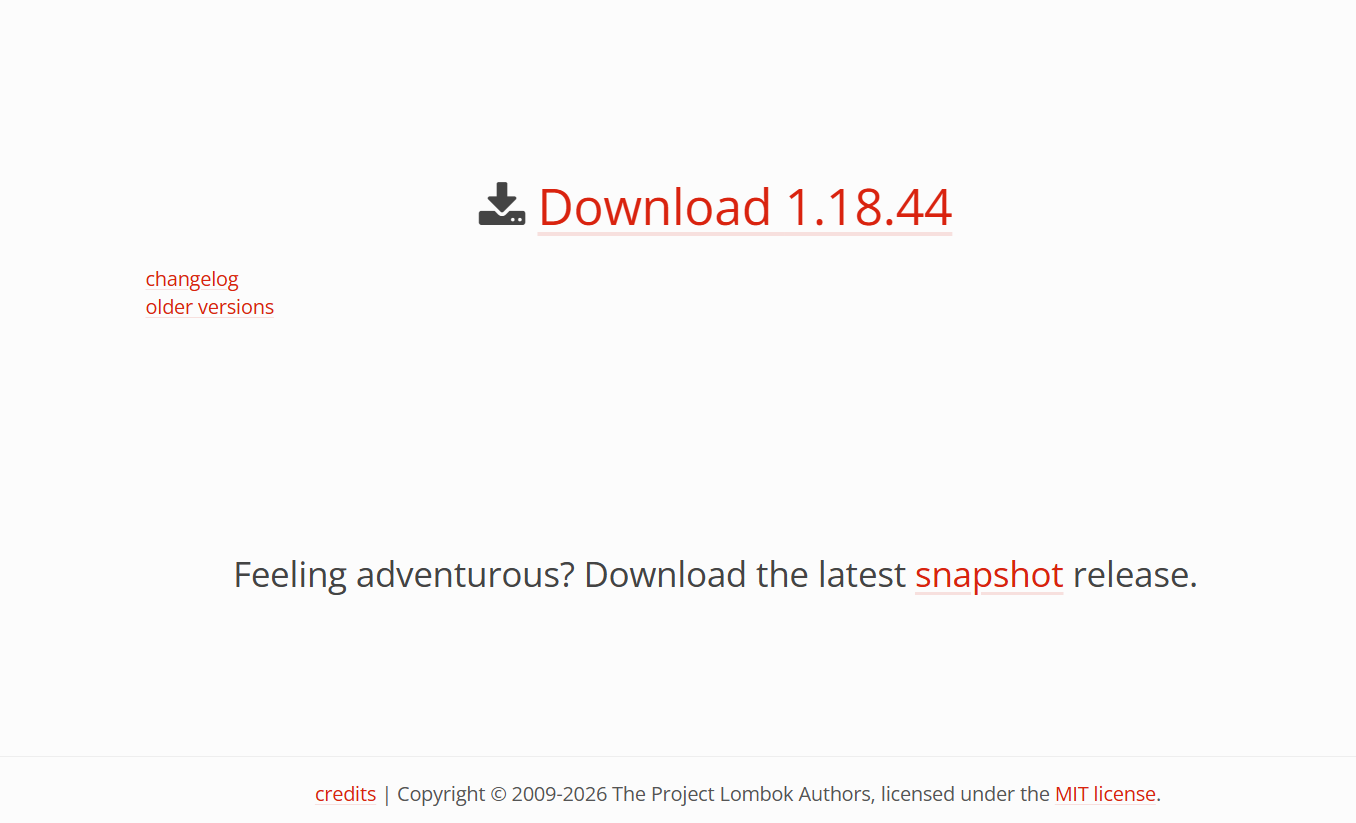 Download 1.18.44
changelog
older versions
Feeling adventurous? Download the latest snapshot release.
credits | Copyright © 2009-2026 The Project Lombok Authors, licensed under the MIT license.